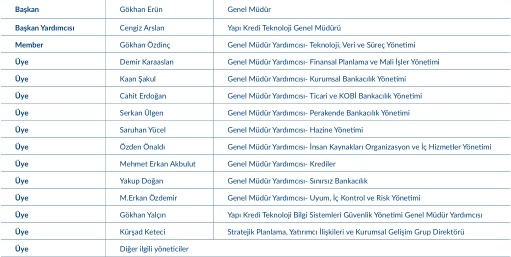 Başkan Gökhan Erün Genel Müdür
Başkan Yardımcısı Cengiz Arslan Yapı Kredi Teknoloji Genel Müdürü
Member Gökhan Özdinç Genel Müdür Yardımcısı- Teknoloji, Veri ve Süreç Yönetimi
Üye Demir Karaaslan Genel Müdür Yardımcısı- Finansal Planlama ve Mali İşler Yönetimi
Üye Kaan Şakul Genel Müdür Yardımcısı- Kurumsal Bankacılık Yönetimi
Üye Cahit Erdoğan Genel Müdür Yardımcısı- Ticari ve KOBİ Bankacılık Yönetimi
Üye Serkan Ülgen Genel Müdür Yardımcısı- Perakende Bankacılık Yönetimi
Üye Saruhan Yücel Genel Müdür Yardımcısı- Hazine Yönetimi
Üye Özden Önaldı Genel Müdür Yardımcısı- İnsan Kaynakları Organizasyon ve İç Hizmetler Yönetimi
Üye Mehmet Erkan Akbulut Genel Müdür Yardımcısı- Krediler
Üye Yakup Doğan Genel Müdür Yardımcısı- Sınırsız Bankacılık
Üye M.Erkan Özdemir Genel Müdür Yardımcısı- Uyum, İç Kontrol ve Risk Yönetimi
Üye Gökhan Yalçın Yapı Kredi Teknoloji Bilgi Sistemleri Güvenlik Yönetimi Genel Müdür Yardımcısı
Üye Kürşad Keteci Stratejik Planlama, Yatırımcı İlişkileri ve Kurumsal Gelişim Grup Direktörü
Üye Diğer ilgili yöneticiler